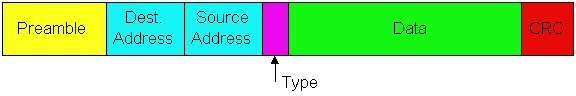 Preamble
Dest.
Address
Source
Address
Data
CRC
Type